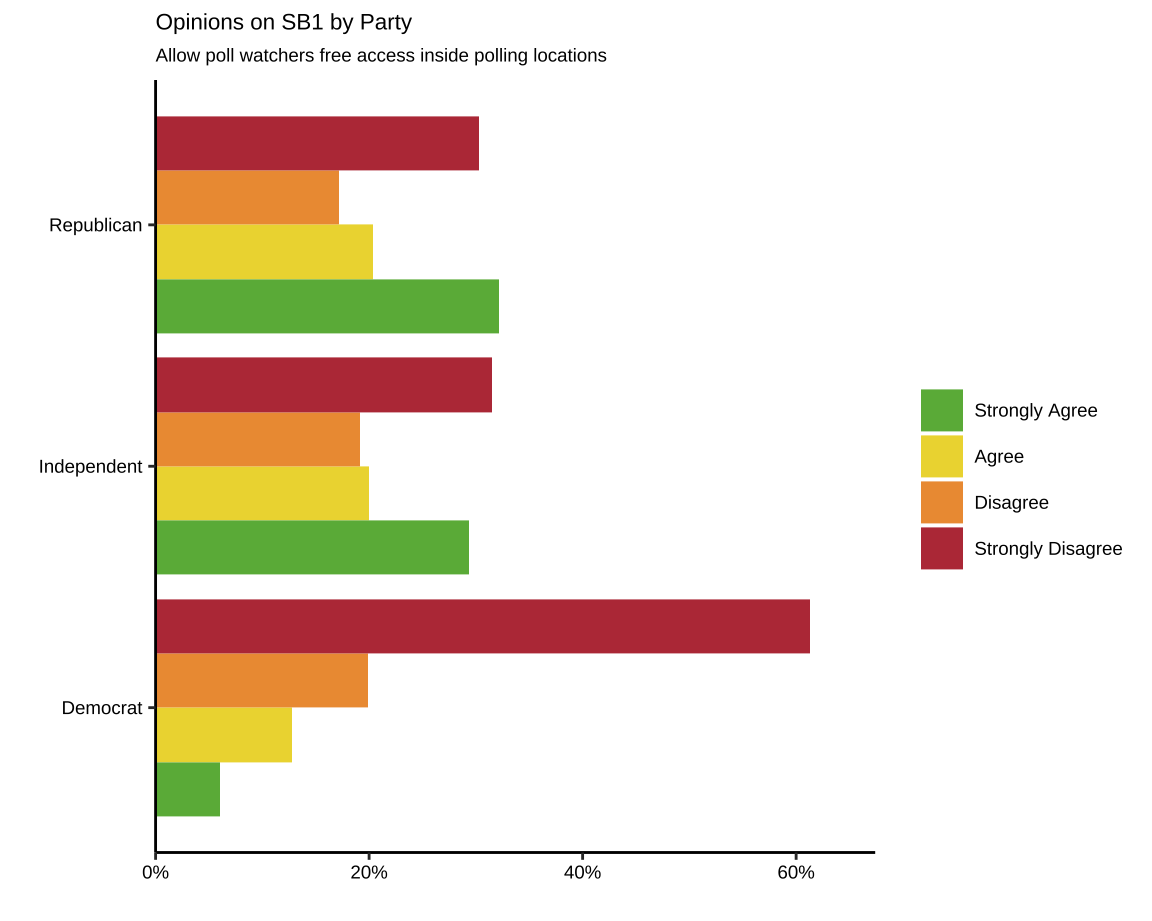 Opinions on SB1 by Party
Allow poll watchers free access inside polling locations
Republican
Independent
Democrat
0%
20%
40%
60%
Strongly Agree
Agree
Disagree
Strongly Disagree